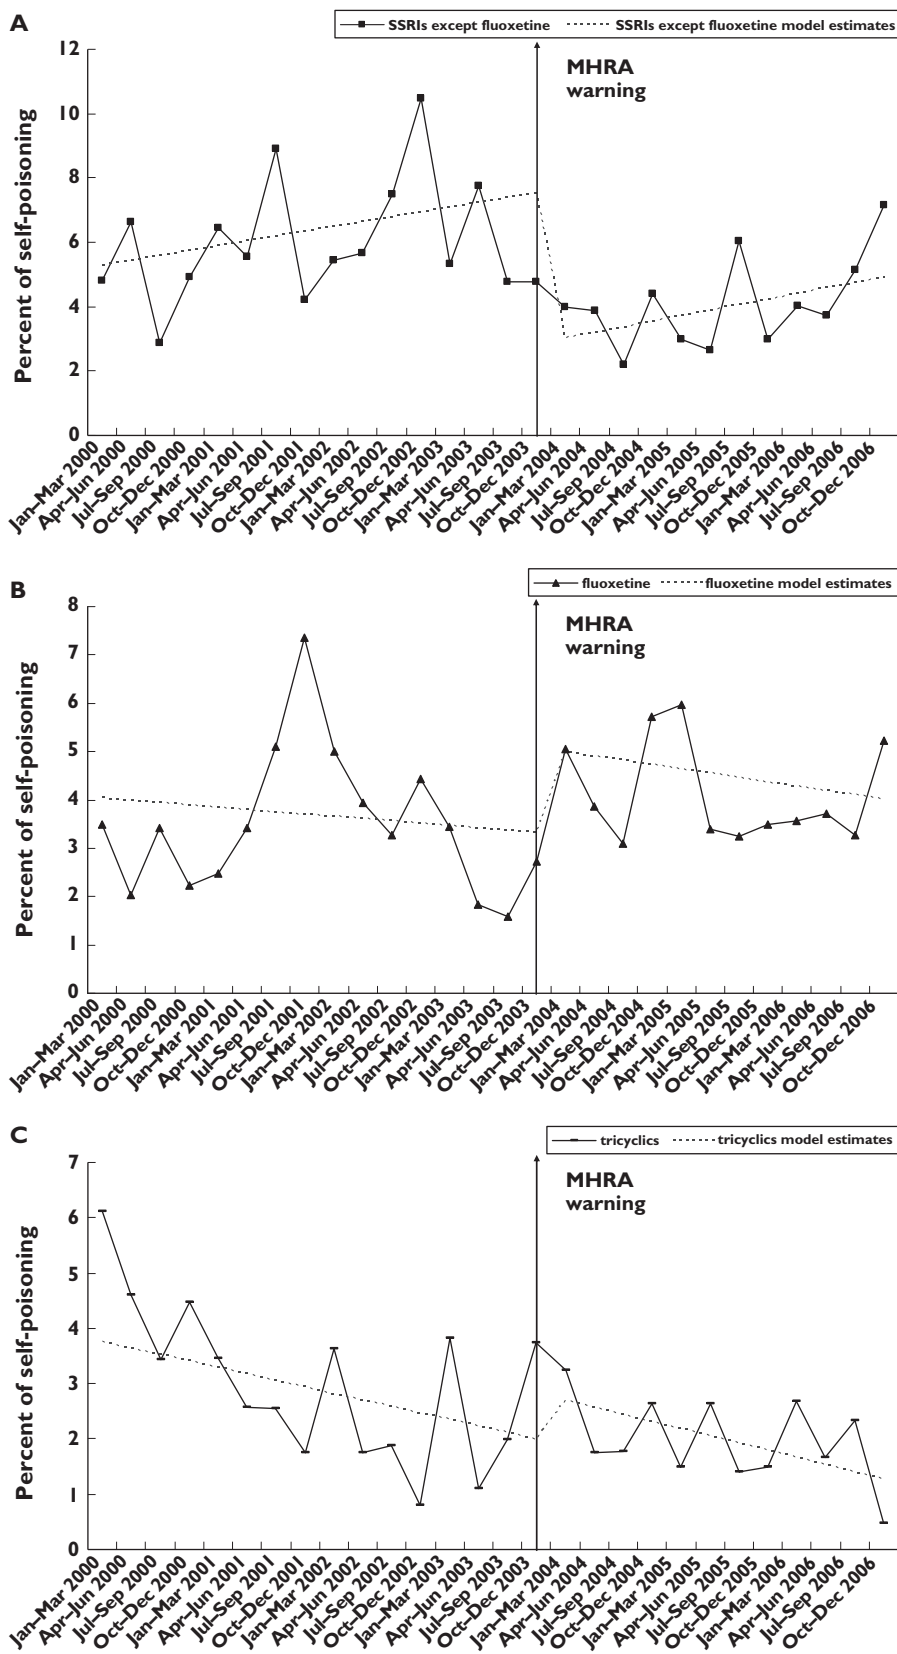 A
SSRIs except fluoxetine
SSRIs except fluoxetine model estimates
MHRA
warning
Percent of self-poisoning
12
10
8
6
4
2
0
Jan–Mar 2000
Apr–Jun 2000
Jul–Sep 2000
Oct–Dec 2000
Jan–Mar 2001
Apr–Jun 2001
Jul–Sep 2001
Oct–Dec 2001
Jan–Mar 2002
Apr–Jun 2002
Jul–Sep 2002
Oct–Dec 2002
Jan–Mar 2003
Apr–Jun 2003
Jul–Sep 2003
Oct–Dec 2003
Jan–Mar 2004
Apr–Jun 2004
Jul–Sep 2004
Oct–Dec 2004
Jan–Mar 2005
Apr–Jun 2005
Jul–Sep 2005
Oct–Dec 2005
Jan–Mar 2006
Apr–Jun 2006
Jul–Sep 2006
Oct–Dec 2006
B
fluoxetine
fluoxetine model estimates
MHRA
warning
Percent of self-poisoning
8
7
6
5
4
3
2
1
0
Jan–Mar 2000
Apr–Jun 2000
Jul–Sep 2000
Oct–Dec 2000
Jan–Mar 2001
Apr–Jun 2001
Jul–Sep 2001
Oct–Dec 2001
Jan–Mar 2002
Apr–Jun 2002
Jul–Sep 2002
Oct–Dec 2002
Jan–Mar 2003
Apr–Jun 2003
Jul–Sep 2003
Oct–Dec 2003
Jan–Mar 2004
Apr–Jun 2004
Jul–Sep 2004
Oct–Dec 2004
Jan–Mar 2005
Apr–Jun 2005
Jul–Sep 2005
Oct–Dec 2005
Jan–Mar 2006
Apr–Jun 2006
Jul–Sep 2006
Oct–Dec 2006
C
tricyclics
tricyclics model estimates
MHRA
warning
Percent of self-poisoning
7
6
5
4
3
2
1
0
Jan–Mar 2000
Apr–Jun 2000
Jul–Sep 2000
Oct–Dec 2000
Jan–Mar 2001
Apr–Jun 2001
Jul–Sep 2001
Oct–Dec 2001
Jan–Mar 2002
Apr–Jun 2002
Jul–Sep 2002
Oct–Dec 2002
Jan–Mar 2003
Apr–Jun 2003
Jul–Sep 2003
Oct–Dec 2003
Jan–Mar 2004
Apr–Jun 2004
Jul–Sep 2004
Oct–Dec 2004
Jan–Mar 2005
Apr–Jun 2005
Jul–Sep 2005
Oct–Dec 2005
Jan–Mar 2006
Apr–Jun 2006
Jul–Sep 2006
Oct–Dec 2006